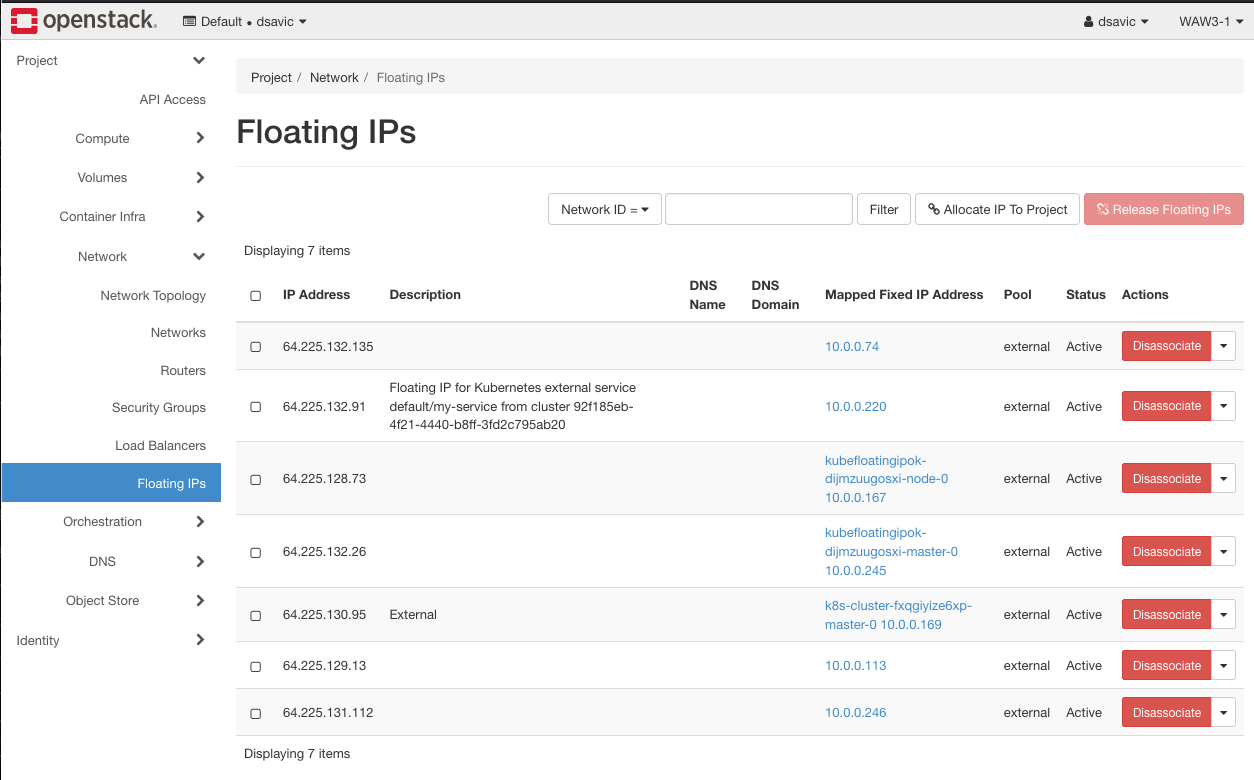 openstack. Default • dsavic dsavic WAW3-1
Project
API Access
Compute
Volumes
Container Infra
Network
Network Topology
Networks
Routers
Security Groups
Load Balancers
Floating IPs
Orchestration
DNS
Object Store
Identity
Project / Network / Floating IPs
Floating IPs
Network ID = Filter Allocate IP To Project Release Floating IPs
Displaying 7 items
IP Address Description DNS Name DNS Domain Mapped Fixed IP Address Pool Status Actions
64.225.132.135 10.0.0.74 external Active Disassociate
64.225.132.91 Floating IP for Kubernetes external service
default/my-service from cluster 92f185eb-
4f21-4440-b8ff-3fd2c795ab20 10.0.0.220 external Active Disassociate
64.225.128.73 kubefloatingipok-
dijmzuugosxi-node-0
10.0.0.167 external Active Disassociate
64.225.132.26 kubefloatingipok-
dijmzuugosxi-master-0
10.0.0.245 external Active Disassociate
64.225.130.95 External k8s-cluster-fxqgiyize6xp-
master-0 10.0.0.169 external Active Disassociate
64.225.129.13 10.0.0.113 external Active Disassociate
64.225.131.112 10.0.0.246 external Active Disassociate
Displaying 7 items